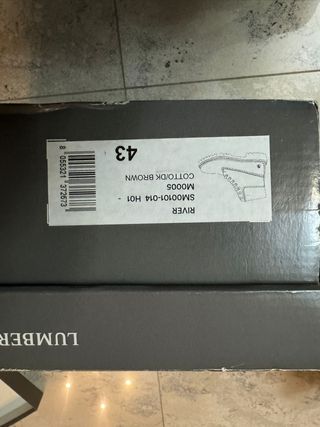 RIVER
SM00101-014 H01 -
M0005
COTTO/DK BROWN
43
8 055321 372673
LUMBER